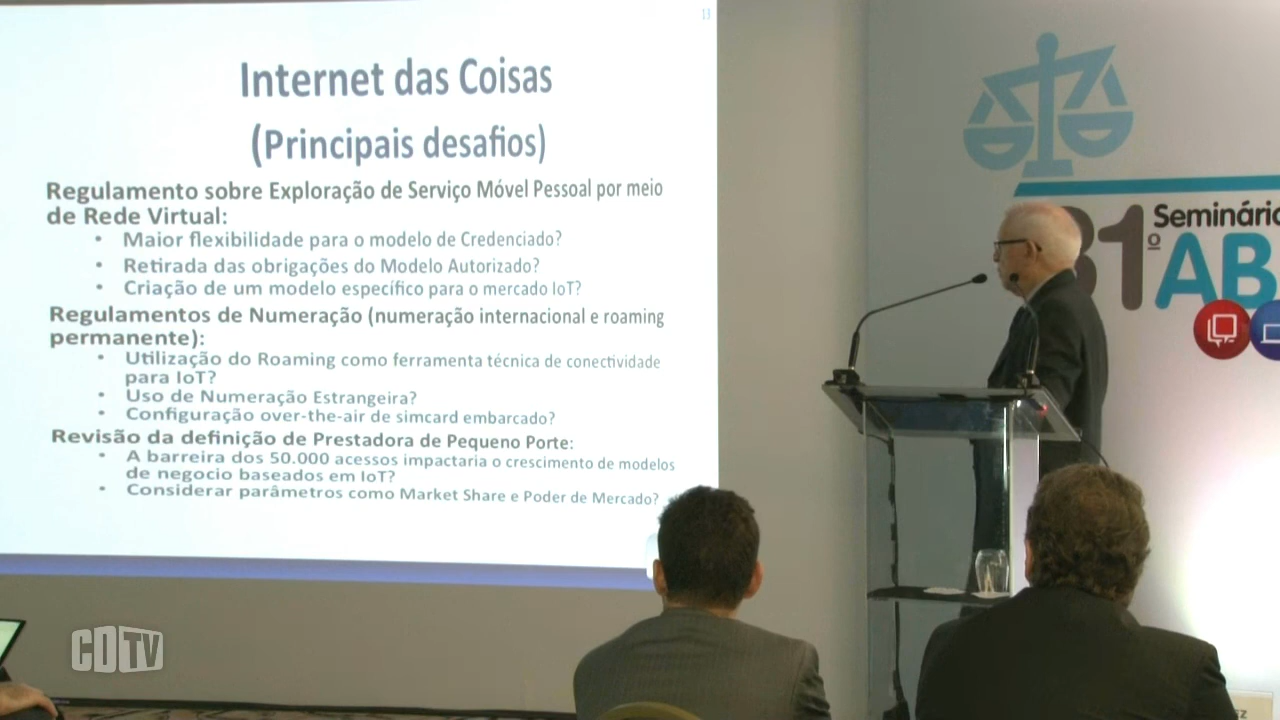 13
Internet das Coisas
(Principais desafios)
Regulamento sobre Exploração de Serviço Móvel Pessoal por meio
de Rede Virtual:
• Maior flexibilidade para o modelo de Credenciado?
• Retirada das obrigações do Modelo Autorizado?
• Criação de um modelo específico para o mercado IoT?
Regulamentos de Numeração (numeração internacional e roaming
permanente):
• Utilização do Roaming como ferramenta técnica de conectividade
para IoT?
• Uso de Numeração Estrangeira?
• Configuração over-the-air de simcard embarcado?
Revisão da definição de Prestadora de Pequeno Porte:
• A barreira dos 50.000 acessos impactaria o crescimento de modelos
de negocio baseados em IoT?
• Considerar parâmetros como Market Share e Poder de Mercado?
31º Seminário
AB
CDTV